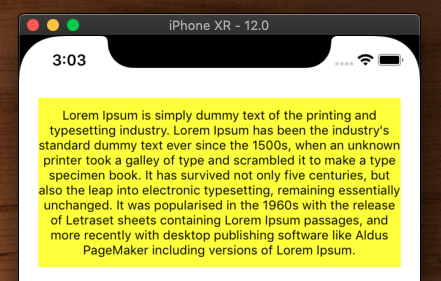 iPhone XR - 12.0
3:03
Lorem Ipsum is simply dummy text of the printing and
typesetting industry. Lorem Ipsum has been the industry's
standard dummy text ever since the 1500s, when an unknown
printer took a galley of type and scrambled it to make a type
specimen book. It has survived not only five centuries, but
also the leap into electronic typesetting, remaining essentially
unchanged. It was popularised in the 1960s with the release
of Letraset sheets containing Lorem Ipsum passages, and
more recently with desktop publishing software like Aldus
PageMaker including versions of Lorem Ipsum.